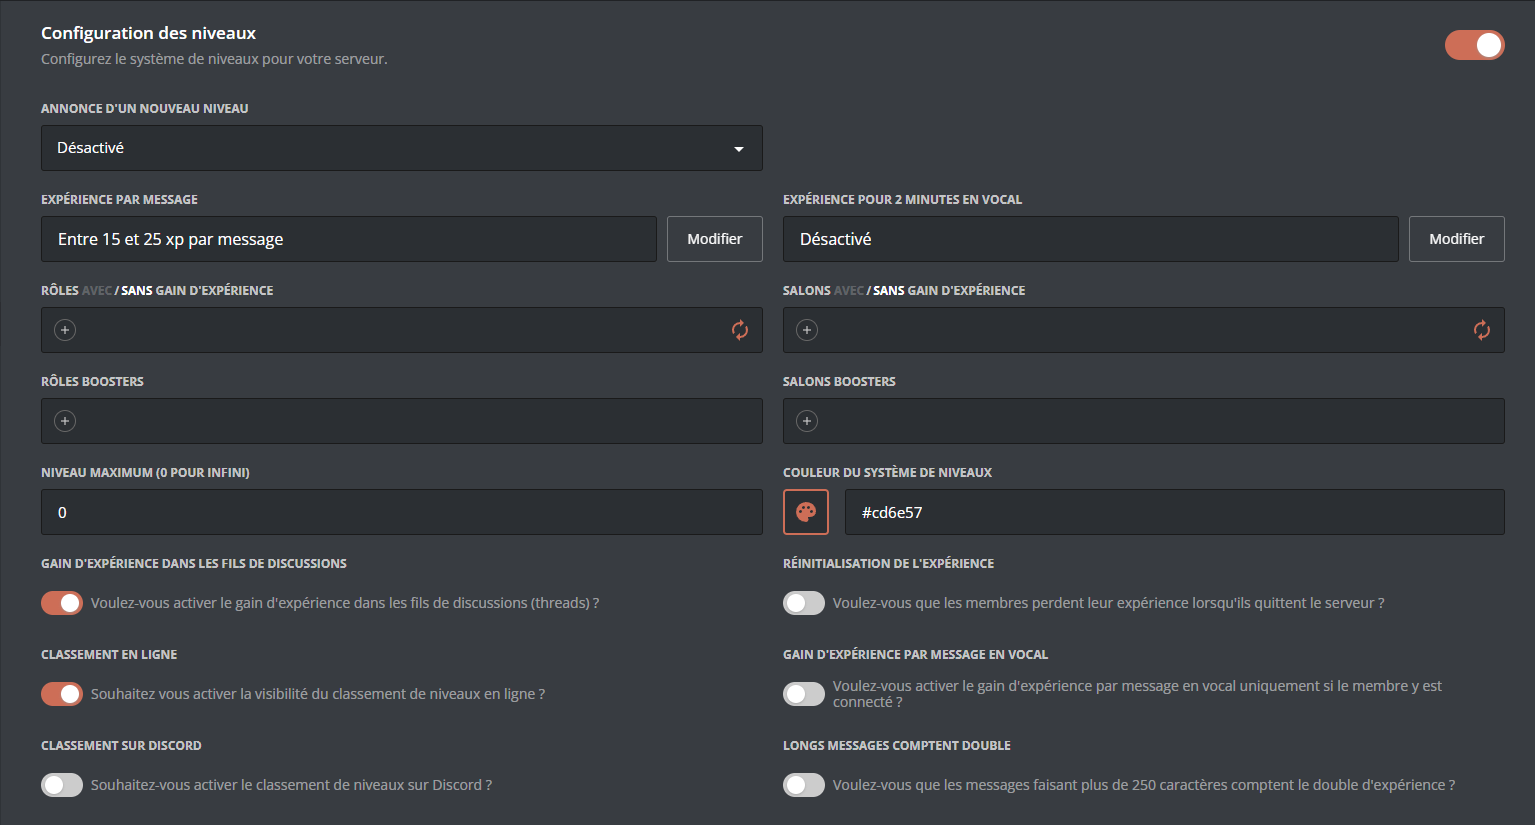 Configuration des niveaux
Configurez le système de niveaux pour votre serveur.
ANNONCE D'UN NOUVEAU NIVEAU
Désactivé
EXPÉRIENCE PAR MESSAGE
Entre 15 et 25 xp par message
Modifier
EXPÉRIENCE POUR 2 MINUTES EN VOCAL
Désactivé
Modifier
RÔLES AVEC / SANS GAIN D'EXPÉRIENCE
SALONS AVEC / SANS GAIN D'EXPÉRIENCE
RÔLES BOOSTERS
SALONS BOOSTERS
NIVEAU MAXIMUM (0 POUR INFINI)
0
COULEUR DU SYSTÈME DE NIVEAUX
#cd6e57
GAIN D'EXPÉRIENCE DANS LES FILS DE DISCUSSIONS
Voulez-vous activer le gain d'expérience dans les fils de discussions (threads) ?
RÉINITIALISATION DE L'EXPÉRIENCE
Voulez-vous que les membres perdent leur expérience lorsqu'ils quittent le serveur ?
CLASSEMENT EN LIGNE
Souhaitez vous activer la visibilité du classement de niveaux en ligne ?
GAIN D'EXPÉRIENCE PAR MESSAGE EN VOCAL
Voulez-vous activer le gain d'expérience par message en vocal uniquement si le membre y est
connecté ?
CLASSEMENT SUR DISCORD
Souhaitez-vous activer le classement de niveaux sur Discord ?
LONGS MESSAGES COMPTENT DOUBLE
Voulez-vous que les messages faisant plus de 250 caractères comptent le double d'expérience ?